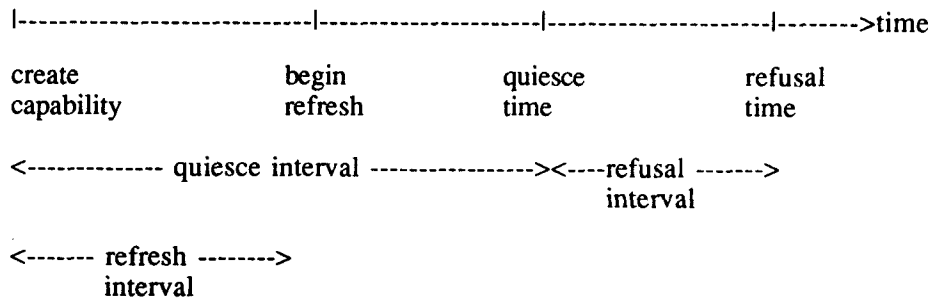 |---------------------------|--------------------|--------------------|-------->time
create begin quiesce refusal
capability refresh time time
<------------- quiesce interval -----------------><----refusal ------->
interval
<------- refresh -------->
interval